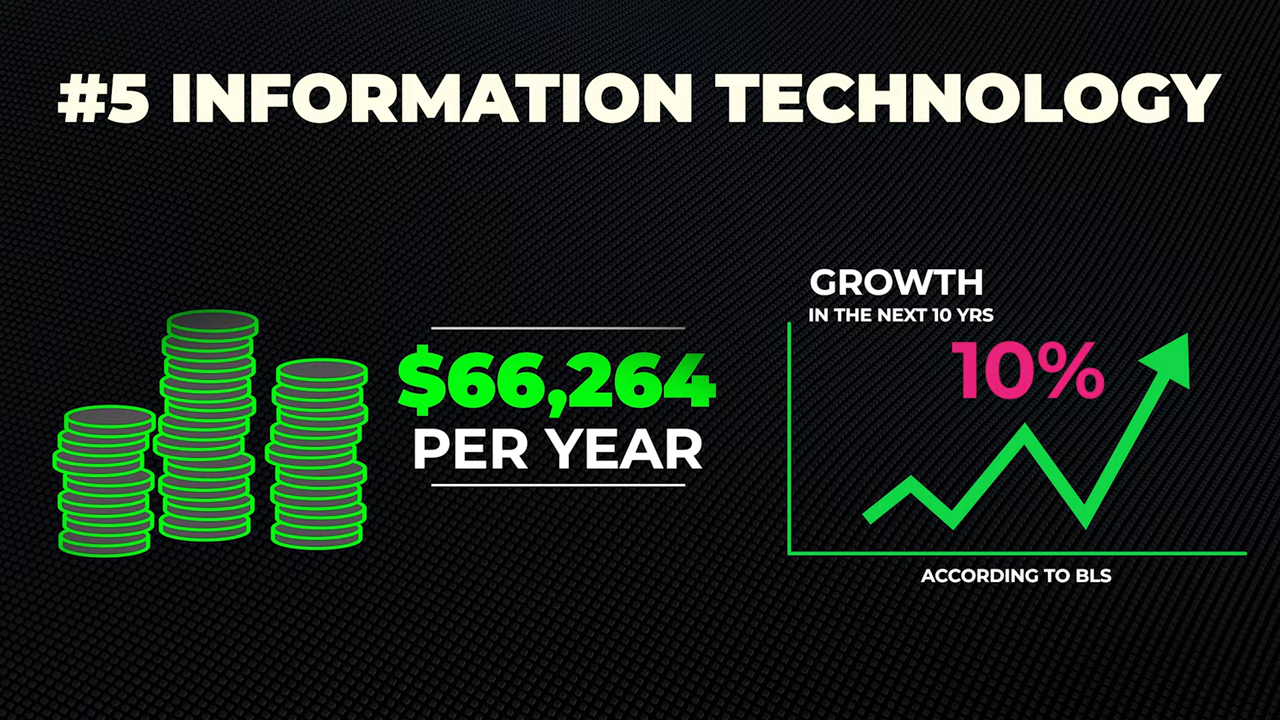 #5 INFORMATION TECHNOLOGY
$66,264
PER YEAR
GROWTH
IN THE NEXT 10 YRS
10%
ACCORDING TO BLS